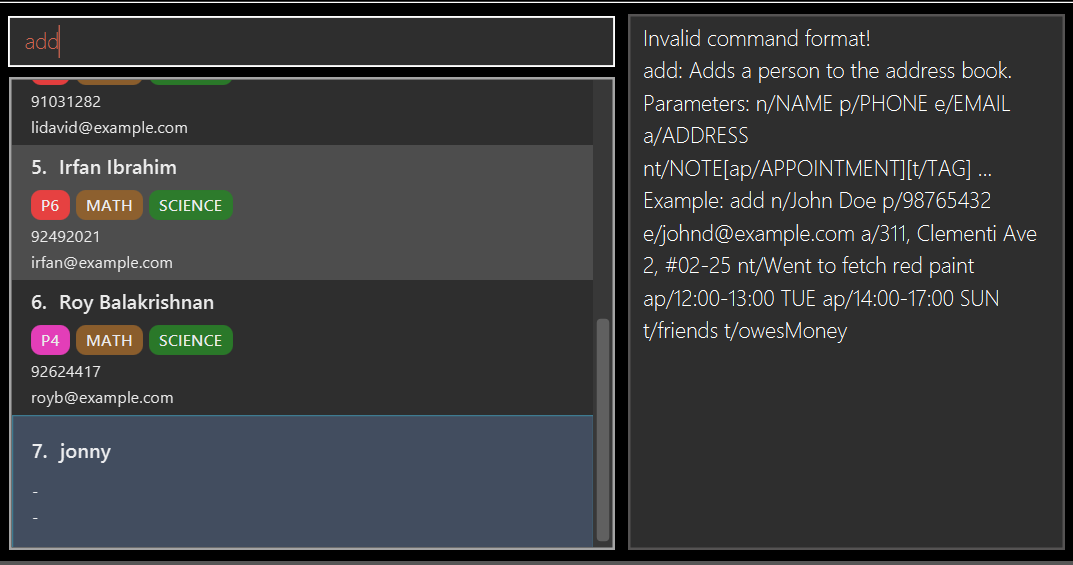 add
91031282
lidavid@example.com
5. Irfan Ibrahim
P6 MATH SCIENCE
92492021
irfan@example.com
6. Roy Balakrishnan
P4 MATH SCIENCE
92624417
royb@example.com
7. jonny
-
-
Invalid command format!
add: Adds a person to the address book.
Parameters: n/NAME p/PHONE e/EMAIL
a/ADDRESS
nt/NOTE[ap/APPOINTMENT][t/TAG] ...
Example: add n/John Doe p/98765432
e/johnd@example.com a/311, Clementi Ave
2, #02-25 nt/Went to fetch red paint
ap/12:00-13:00 TUE ap/14:00-17:00 SUN
t/friends t/owesMoney